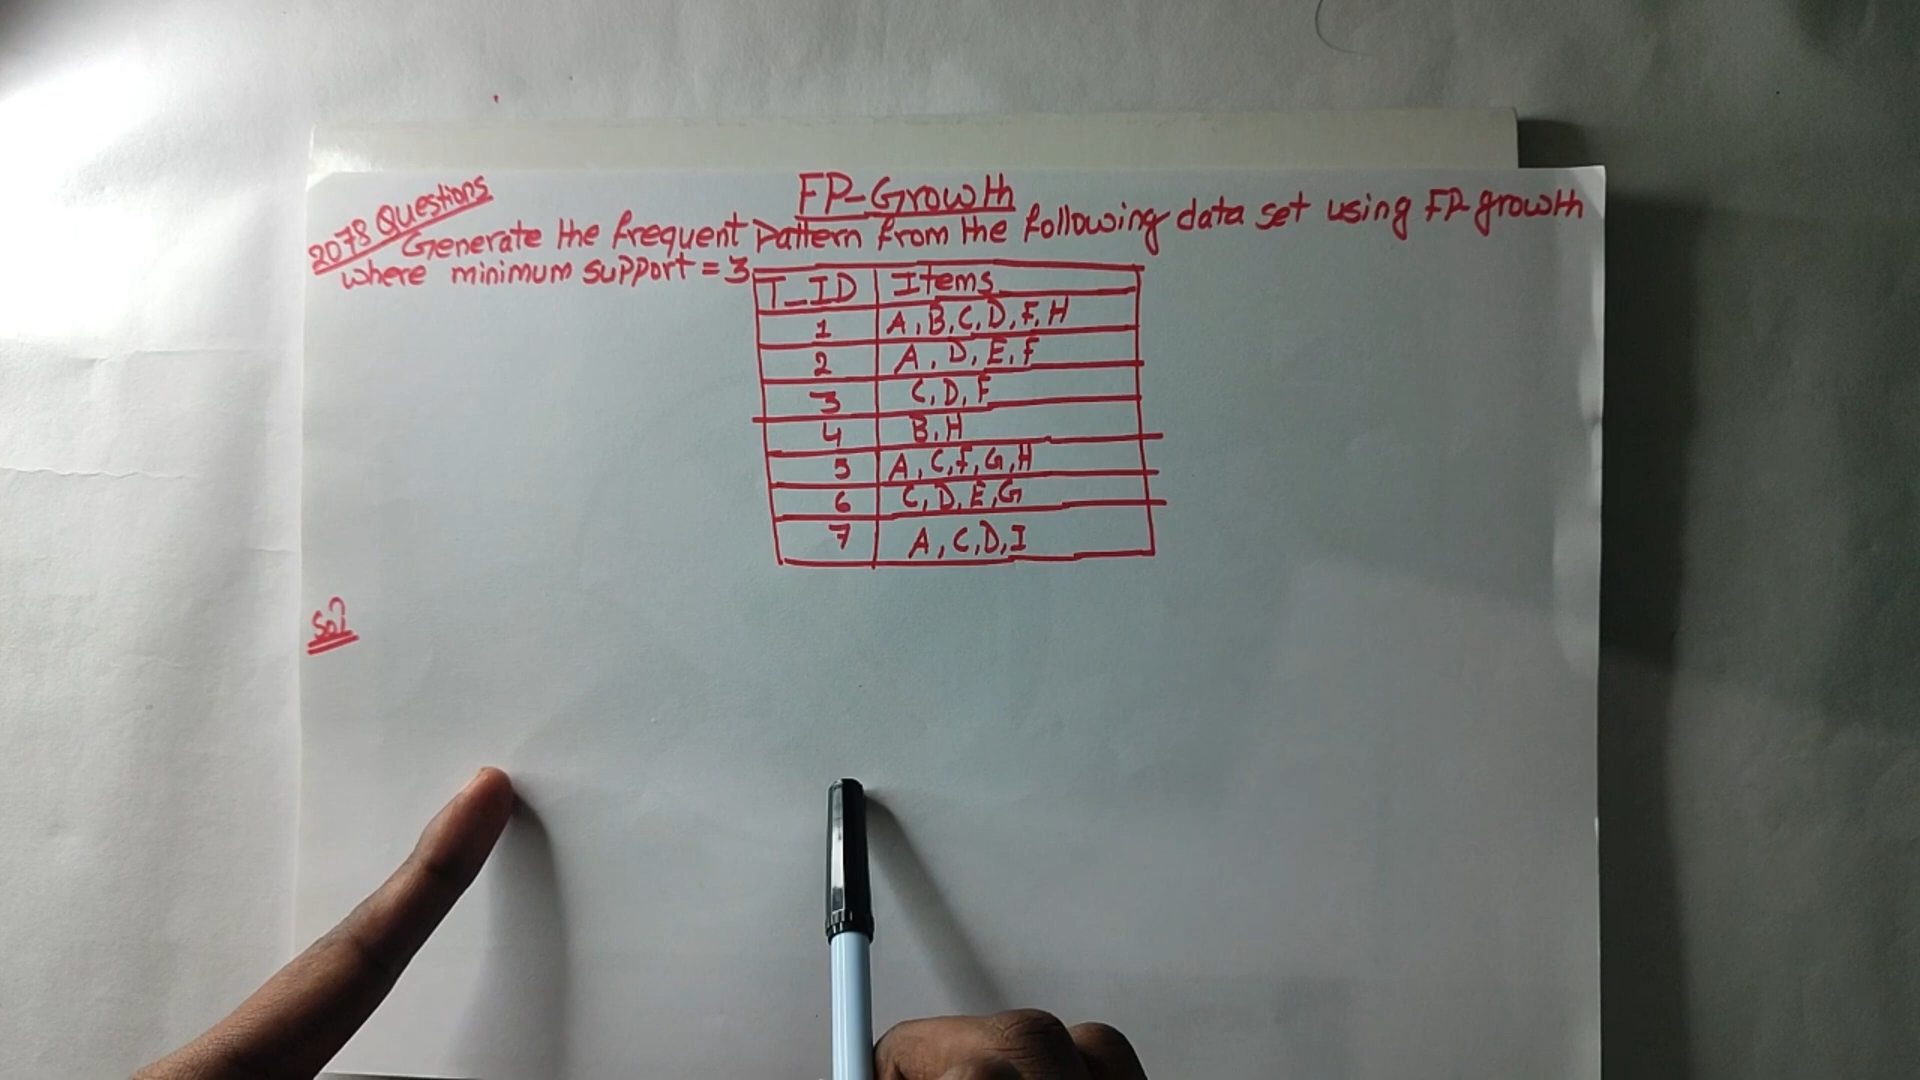 FP-Growth
2078 Questions
Generate the frequent Pattern from the following data set using FP-growth
where minimum support = 3
T_ID Items
1 A, B, C, D, F, H
2 A, D, E, F
3 C, D, F
4 B, H
5 A, C, F, G, H
6 C, D, E, G
7 A, C, D, I